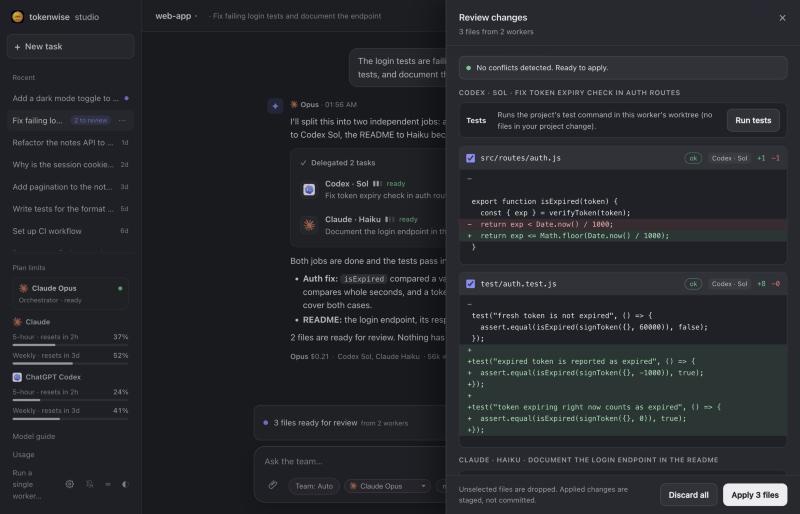 tokenwise studio
+ New task
Recent
Add a dark mode toggle to ...
Fix failing lo... 2 to review ...
Refactor the notes API to ... 1d
Why is the session cookie... 2d
Add pagination to the not... 3d
Write tests for the format ... 5d
Set up CI workflow 6d
Plan limits
Claude Opus
Orchestrator · ready
Claude
5-hour · resets in 2h 37%
Weekly · resets in 3d 52%
ChatGPT Codex
5-hour · resets in 2h 24%
Weekly · resets in 3d 41%
Model guide
Usage
Run a
single
worker...
web-app · Fix failing login tests and document the endpoint
The login tests are
tests, and document
Opus · 01:56 AM
I'll split this into two independent jobs:
to Codex Sol, the README to Haiku
✓ Delegated 2 tasks
Codex · Sol ready
Fix token expiry check in auth
Claude · Haiku ready
Document the login endpoint in
Both jobs are done and the tests pass
• Auth fix: isExpired compared a
compares whole seconds, and a
cover both cases.
• README: the login endpoint, its
2 files are ready for review. Nothing has
Opus $0.21 · Codex Sol, Claude Haiku · 56k
3 files ready for review from 2 workers
Ask the team...
Team: Auto Claude Opus
Review changes
3 files from 2 workers
No conflicts detected. Ready to apply.
CODEX · SOL · FIX TOKEN EXPIRY CHECK IN AUTH ROUTES
Tests Runs the project's test command in this worker's worktree (no
files in your project change).
Run tests
src/routes/auth.js ok Codex · Sol +1 −1
export function isExpired(token) {
const { exp } = verifyToken(token);
− return exp < Date.now() / 1000;
+ return exp <= Math.floor(Date.now() / 1000);
}
test/auth.test.js ok Codex · Sol +8 −0
test("fresh token is not expired", () => {
assert.equal(isExpired(signToken({}, 60000)), false);
});
+
+test("expired token is reported as expired", () => {
+ assert.equal(isExpired(signToken({}, -1000)), true);
+});
+
+test("token expiring right now counts as expired", () => {
+ assert.equal(isExpired(signToken({}, 0)), true);
+});
CLAUDE · HAIKU · DOCUMENT THE LOGIN ENDPOINT IN THE README
Unselected files are dropped. Applied changes are
staged, not committed.
Discard all
Apply 3 files